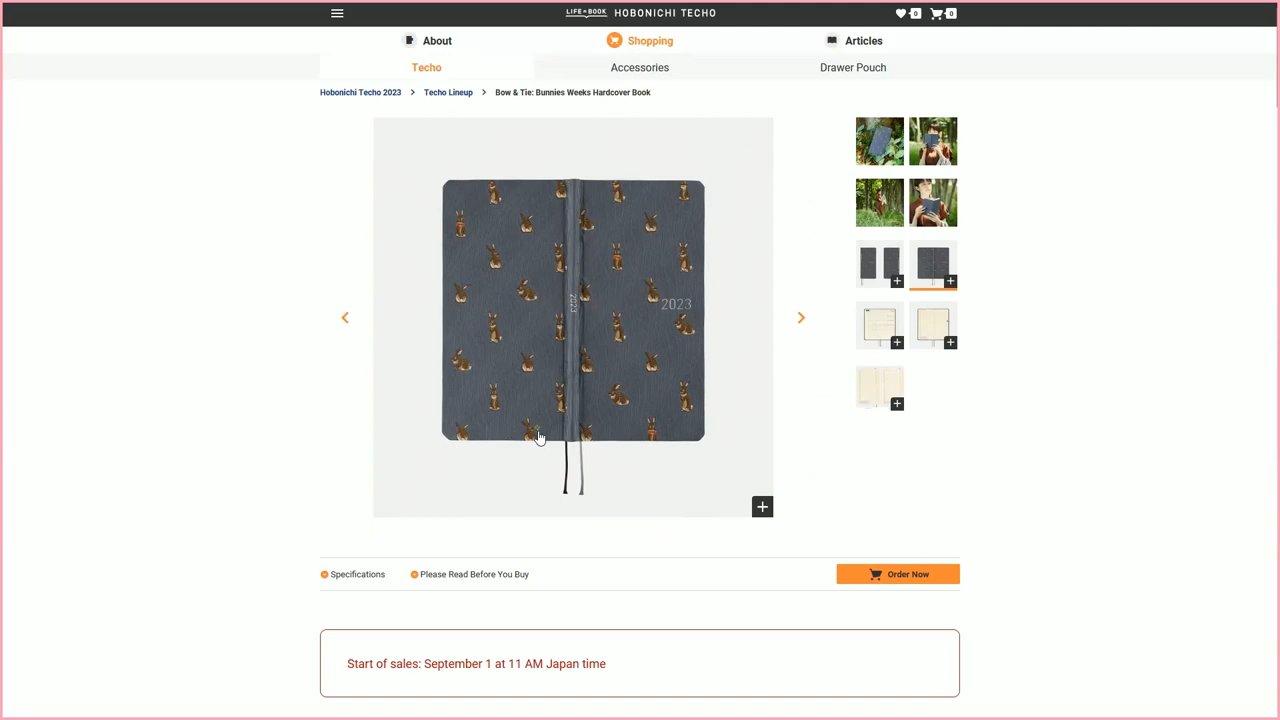 LIFE is BOOK HOBONICHI TECHO 0 0
About Shopping Articles
Techo Accessories Drawer Pouch
Hobonichi Techo 2023 > Techo Lineup > Bow & Tie: Bunnies Weeks Hardcover Book
2023
2023
Specifications Please Read Before You Buy Order Now
Start of sales: September 1 at 11 AM Japan time